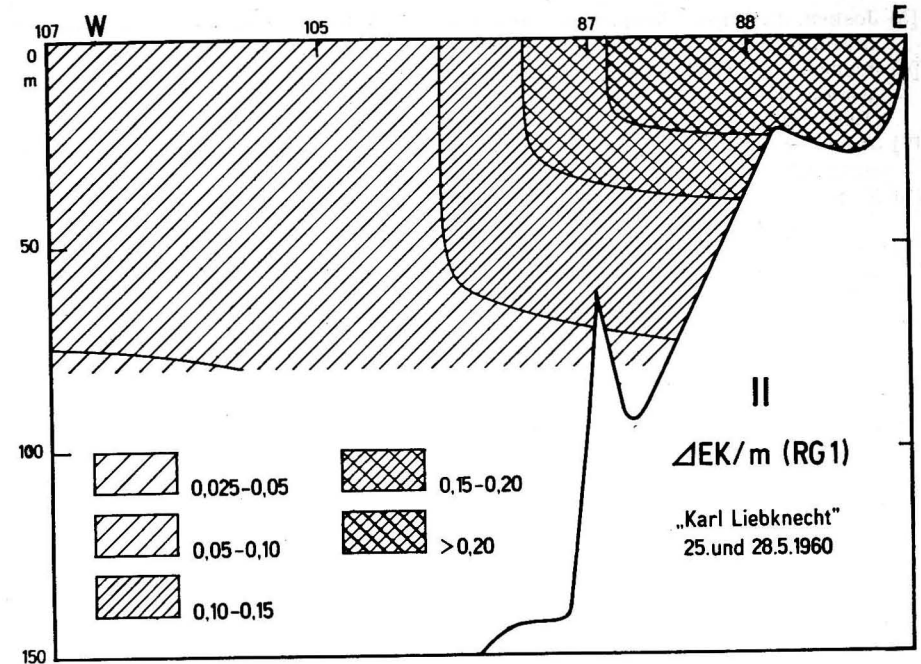 107 W 105 87 88 E
0
m
50
100
150
0,025-0,05
0,05-0,10
0,10-0,15
0,15-0,20
>0,20
II
⊿EK/m (RG1)
„Karl Liebknecht"
25.und 28.5.1960